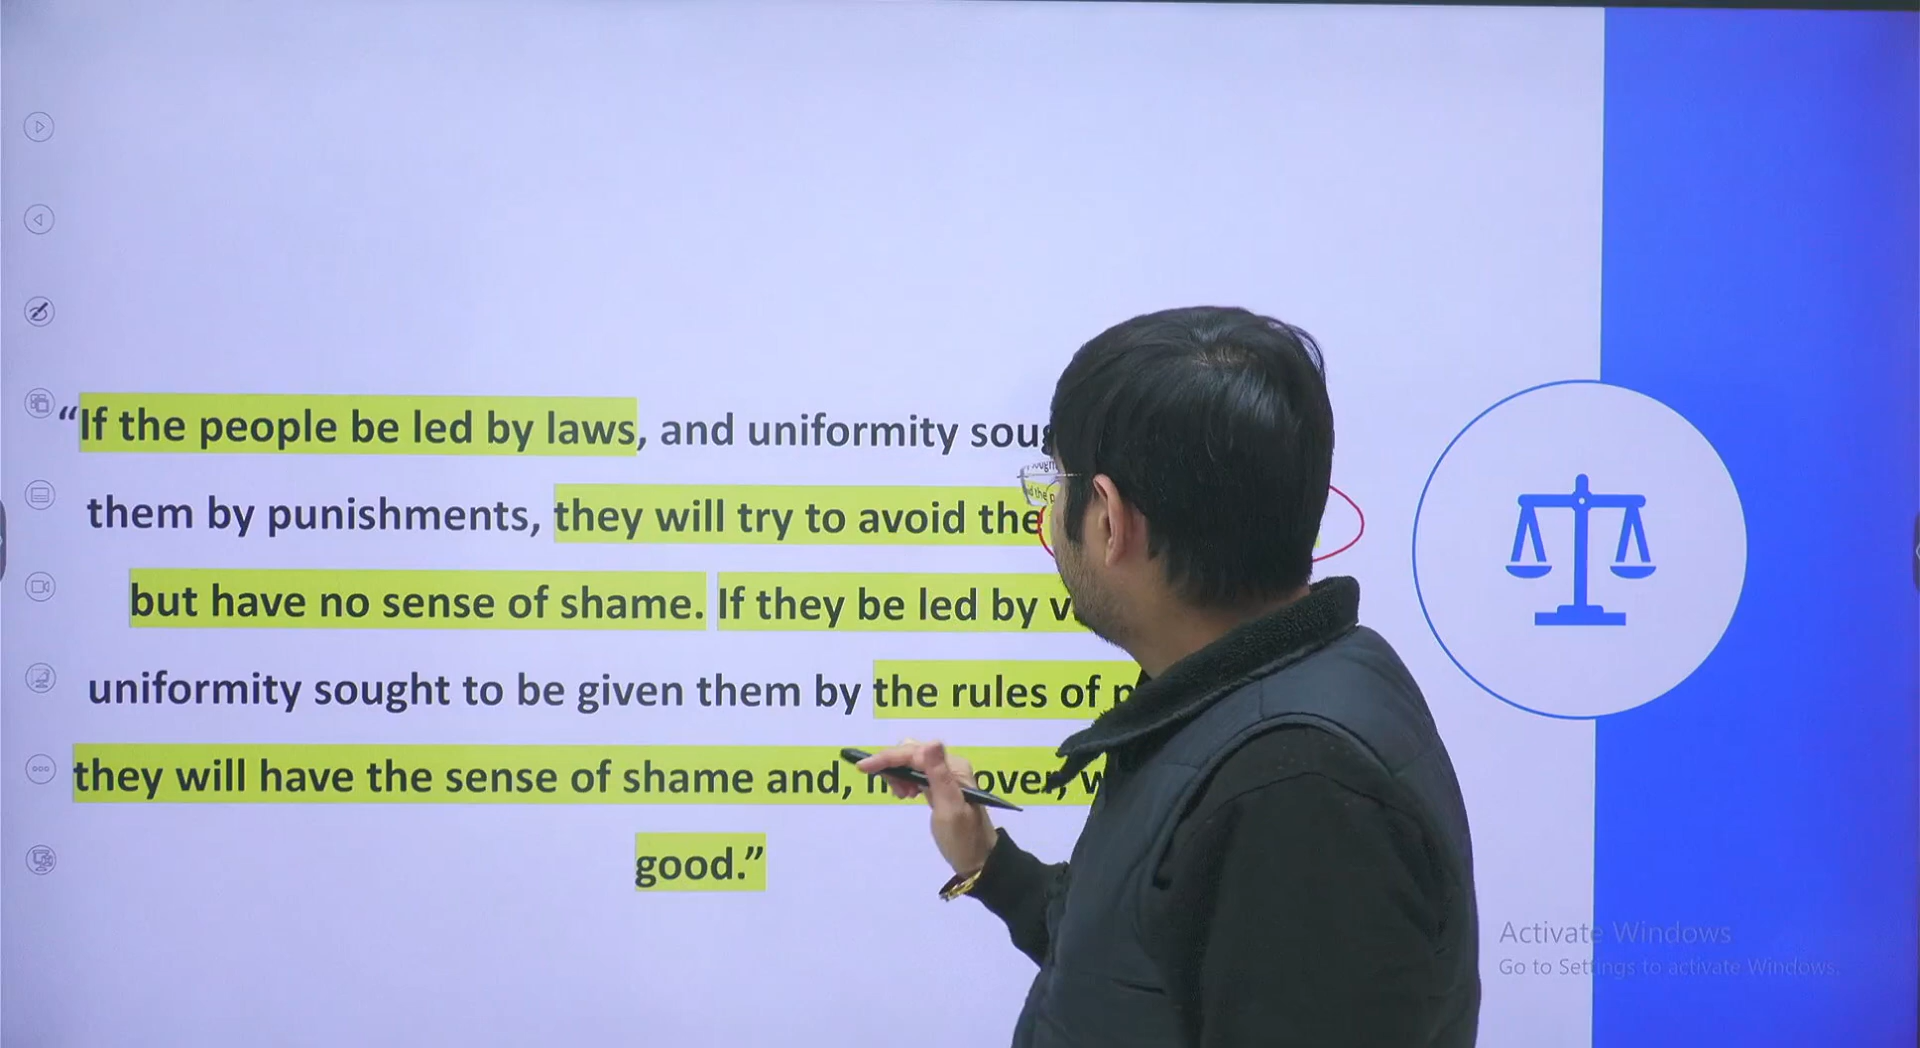 “If the people be led by laws, and uniformity
them by punishments, they will try to avoid the
but have no sense of shame. If they be led by
uniformity sought to be given them by the rules of
they will have the sense of shame and,
good.”
Activate Windows
Go to Settings to activate Windows.